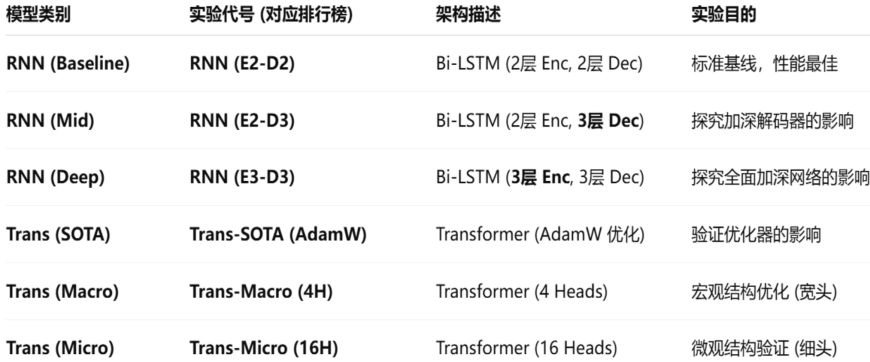 模型类别 实验代号 (对应排行榜) 架构描述 实验目的
RNN (Baseline) RNN (E2-D2) Bi-LSTM (2层 Enc, 2层 Dec) 标准基线，性能最佳
RNN (Mid) RNN (E2-D3) Bi-LSTM (2层 Enc, 3层 Dec) 探究加深解码器的影响
RNN (Deep) RNN (E3-D3) Bi-LSTM (3层 Enc, 3层 Dec) 探究全面加深网络的影响
Trans (SOTA) Trans-SOTA (AdamW) Transformer (AdamW 优化) 验证优化器的影响
Trans (Macro) Trans-Macro (4H) Transformer (4 Heads) 宏观结构优化 (宽头)
Trans (Micro) Trans-Micro (16H) Transformer (16 Heads) 微观结构验证 (细头)